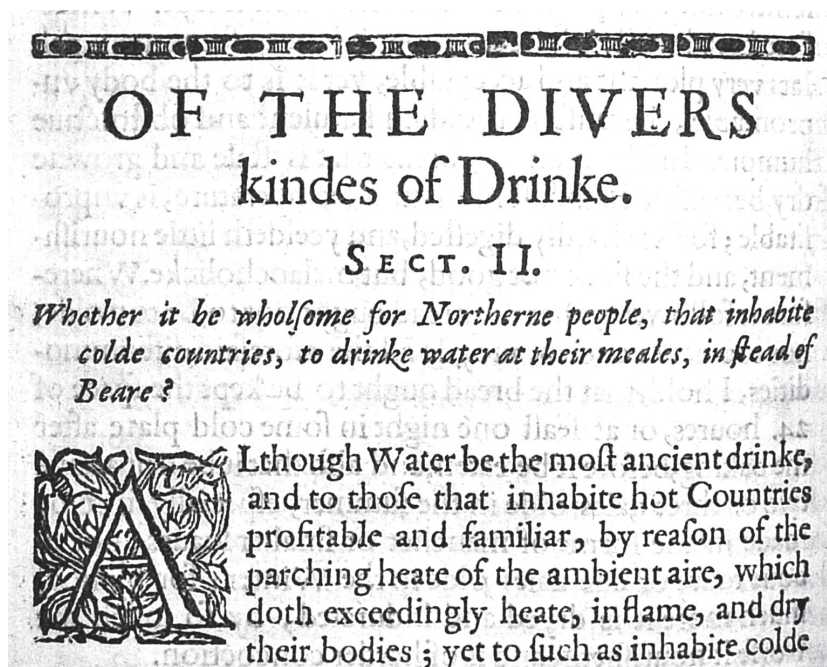 OF THE DIVERS
kindes of Drinke.
SECT. II.
Whether it be wholſome for Northerne people, that inhabite
colde countries, to drinke water at their meales, in ſtead of
Beare?
ALthough Water be the moſt ancient drinke,
and to thoſe that inhabite hot Countries
profitable and familiar, by reaſon of the
parching heate of the ambient aire, which
doth exceedingly heate, inflame, and dry
their bodies; yet to ſuch as inhabite colde